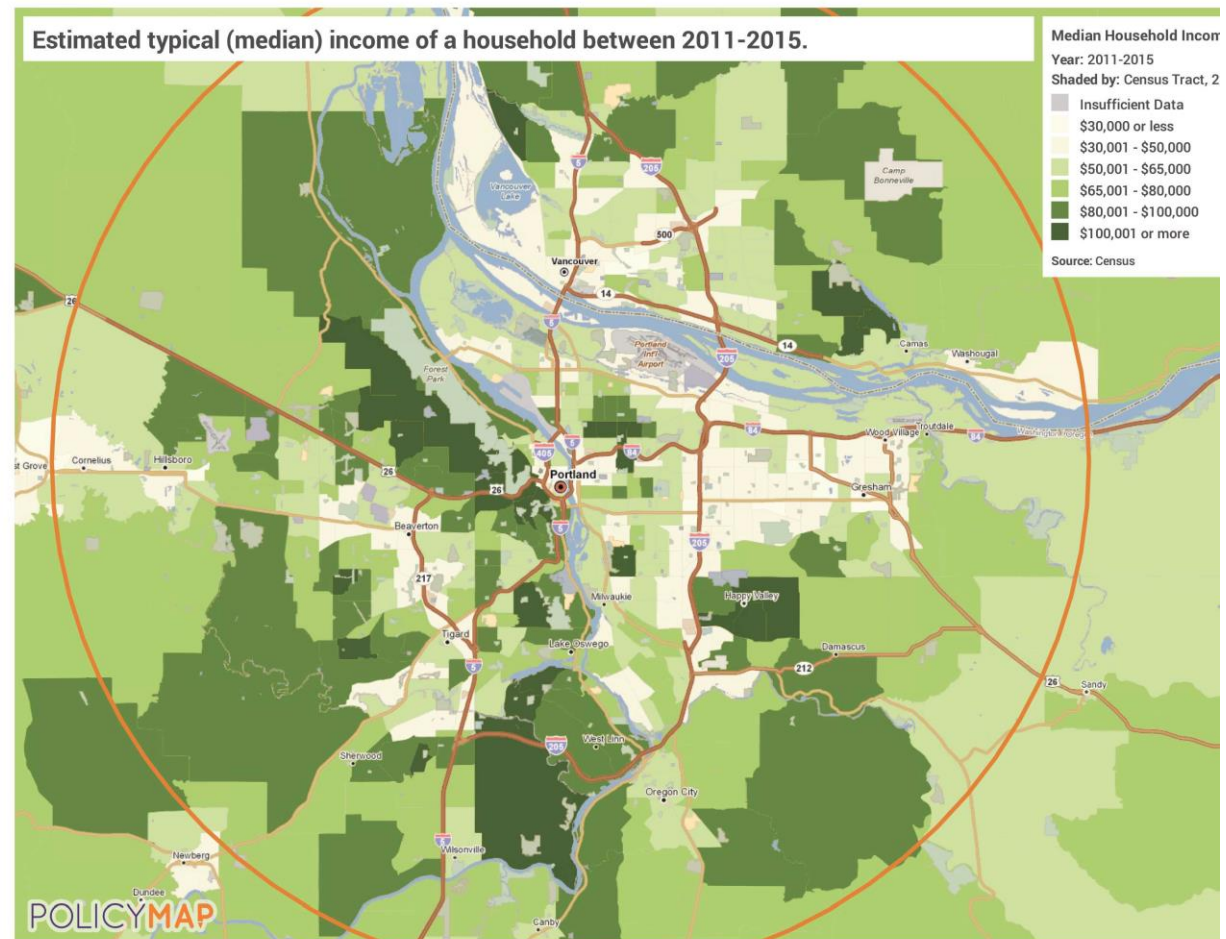 Estimated typical (median) income of a household between 2011-2015.
Median Household Incom
Year: 2011-2015
Shaded by: Census Tract, 2
Insufficient Data
$30,000 or less
$30,001 - $50,000
$50,001 - $65,000
$65,001 - $80,000
$80,001 - $100,000
$100,001 or more
Source: Census
Camp
Bonneville
Vancouver
Lake
5
205
500
Vancouver
14
26
5
Portland
Int'l
Airport
14
Camas
Washougal
205
Forest
Park
84
Wood Village
Troutdale
84
st Grove
Cornelius
Hillsboro
405
5
84
26
Portland
26
Gresham
Beaverton
5
205
217
Milwaukie
Happy Valley
Tigard
Lake Oswego
Damascus
5
212
26
Sandy
Sherwood
205
West Linn
Oregon City
5
Wilsonville
Newberg
Dundee
Canby
POLICYMAP